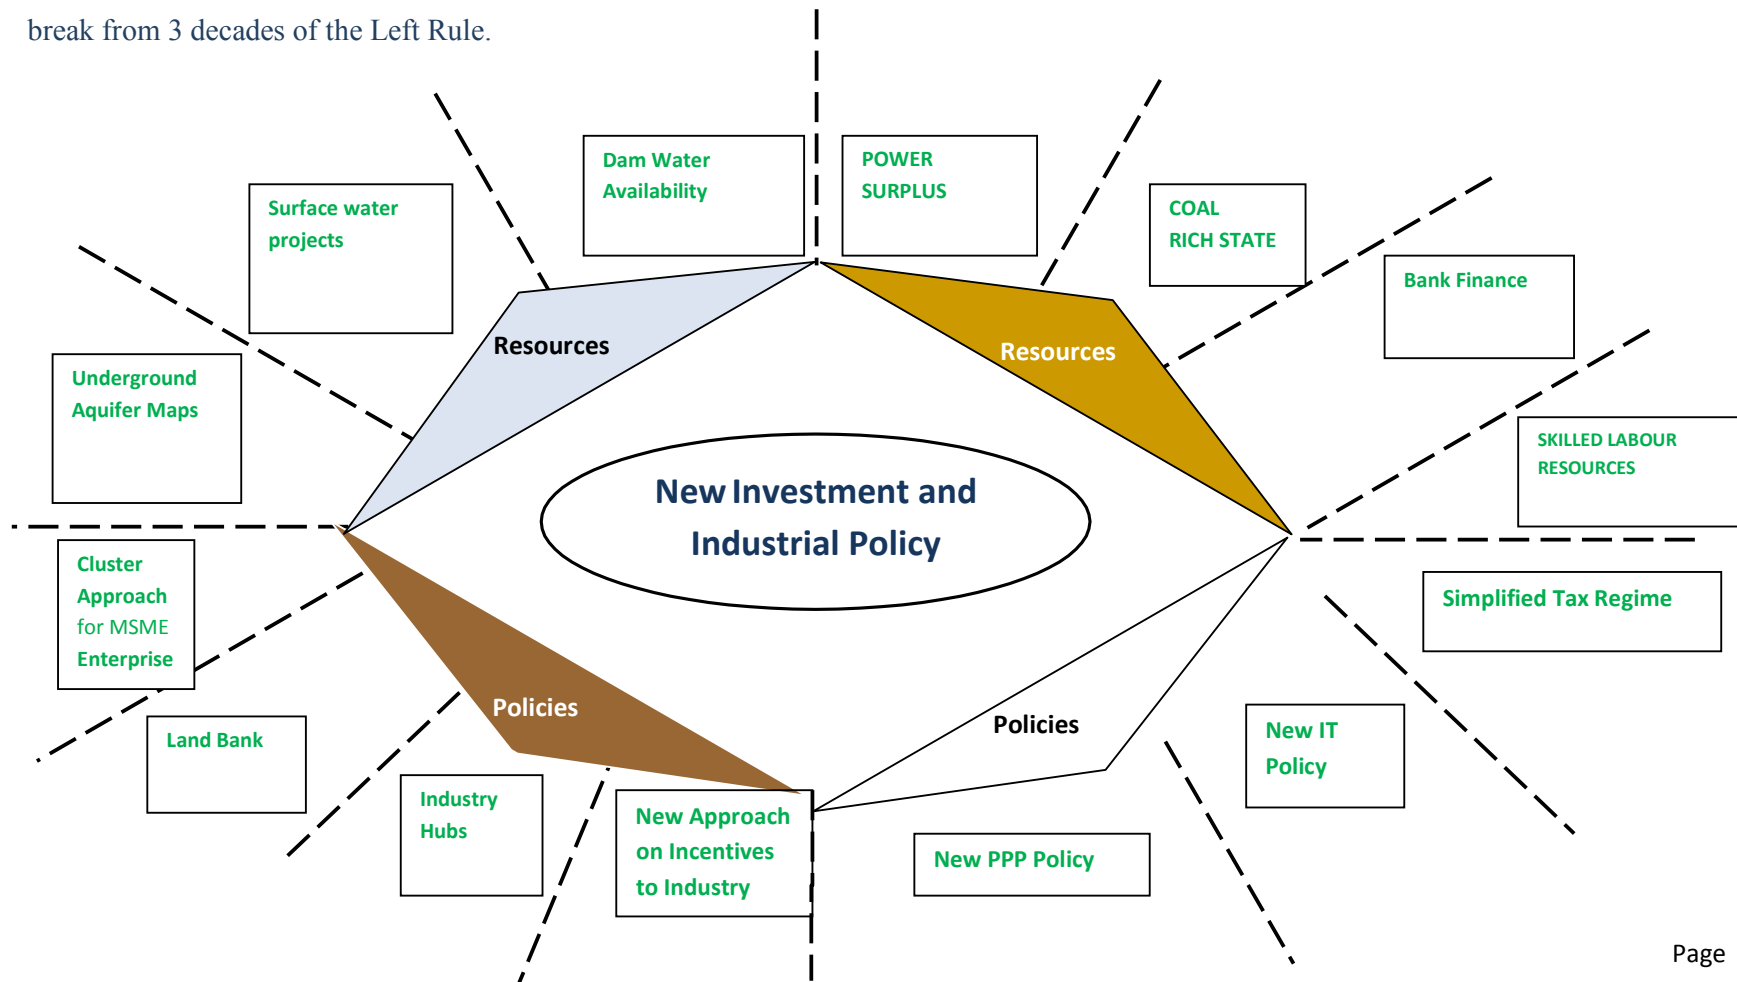 break from 3 decades of the Left Rule.
Dam Water
Availability
POWER
SURPLUS
Surface water
projects
COAL
RICH STATE
Bank Finance
Resources
Resources
Underground
Aquifer Maps
SKILLED LABOUR
RESOURCES
New Investment and
Industrial Policy
Cluster
Approach
for MSME
Enterprise
Simplified Tax Regime
Policies
Policies
Land Bank
New IT
Policy
Industry
Hubs
New Approach
on Incentives
to Industry
New PPP Policy
Page